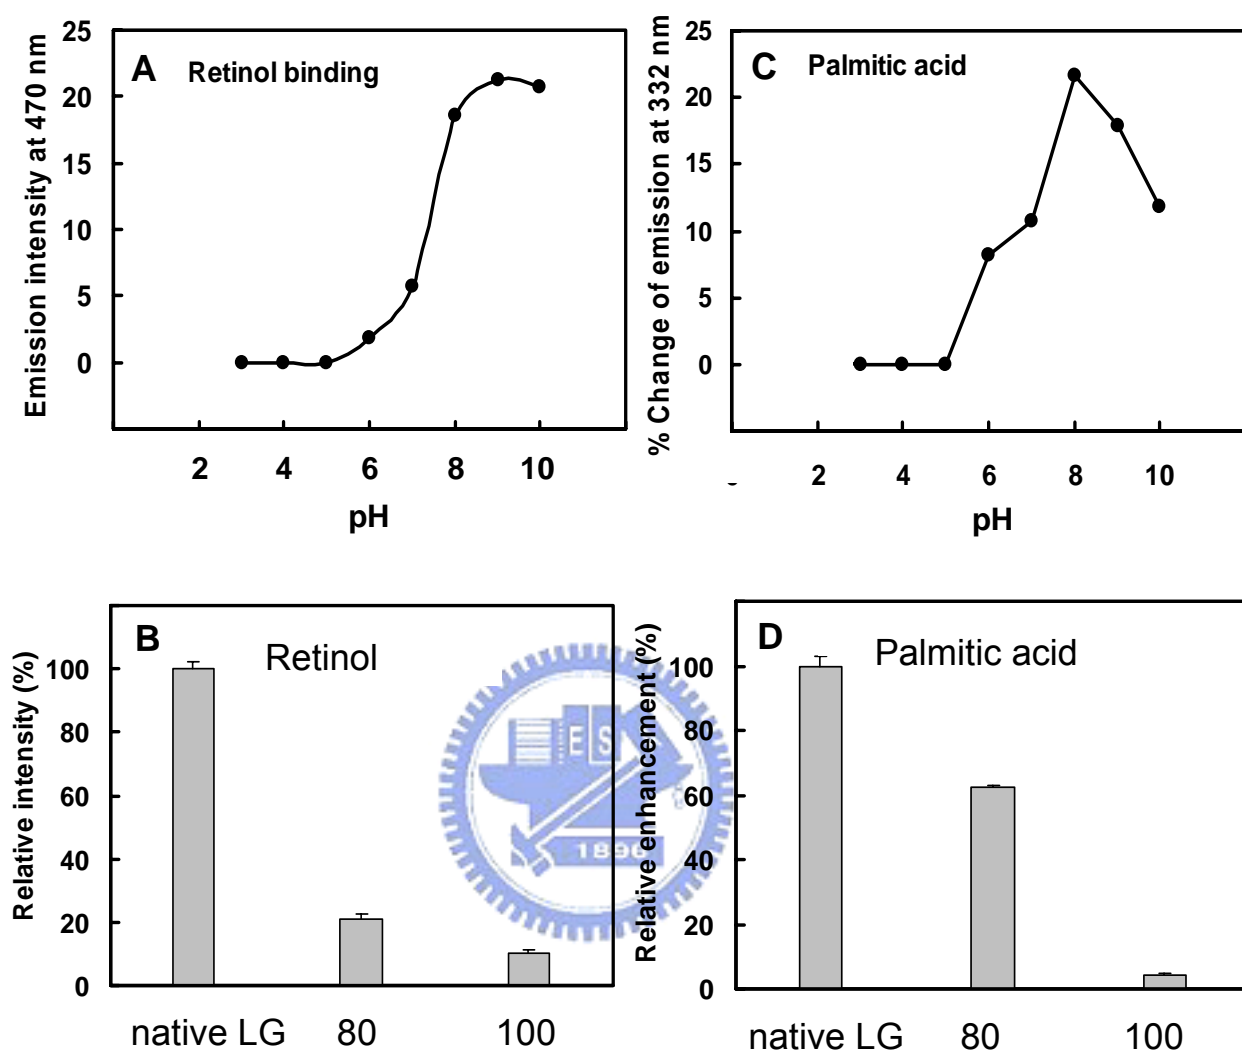 A Retinol binding
Emission intensity at 470 nm
25
20
15
10
5
0
2 4 6 8 10
pH
C Palmitic acid
% Change of emission at 332 nm
25
20
15
10
5
0
2 4 6 8 10
pH
B Retinol
Relative intensity (%)
100
80
60
40
20
0
native LG 80 100
D Palmitic acid
Relative enhancement (%)
100
80
60
40
20
0
native LG 80 100
E S
1896